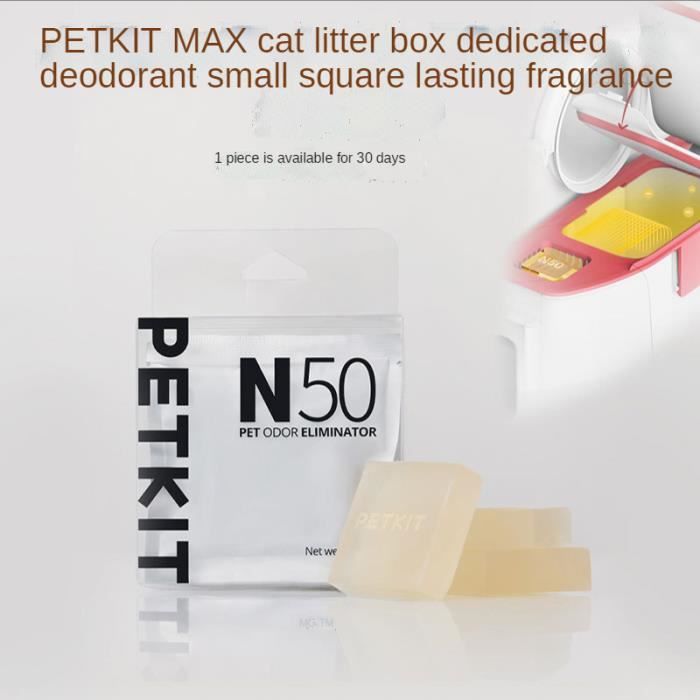 PETKIT MAX cat litter box dedicated
deodorant small square lasting fragrance
1 piece is available for 30 days
N50
PETKIT
N50
PET ODOR ELIMINATOR
PETKIT
Net